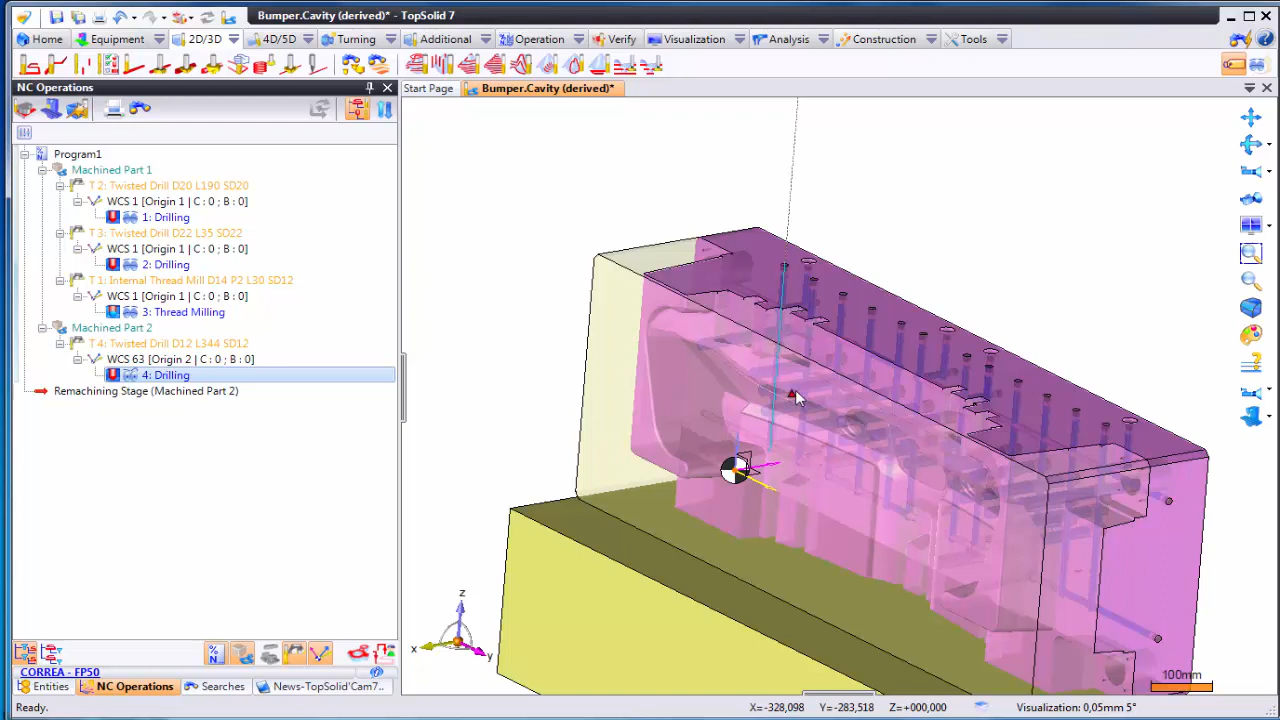 Bumper.Cavity (derived)* - TopSolid 7
Home Equipment 2D/3D 4D/5D Turning Additional Operation Verify Visualization Analysis Construction Tools
NC Operations
Start Page Bumper.Cavity (derived)*
Program1
Machined Part 1
T 2: Twisted Drill D20 L190 SD20
WCS 1 [Origin 1 | C : 0 ; B : 0]
1: Drilling
T 3: Twisted Drill D22 L35 SD22
WCS 1 [Origin 1 | C : 0 ; B : 0]
2: Drilling
T 1: Internal Thread Mill D14 P2 L30 SD12
WCS 1 [Origin 1 | C : 0 ; B : 0]
3: Thread Milling
Machined Part 2
T 4: Twisted Drill D12 L344 SD12
WCS 63 [Origin 2 | C : 0 ; B : 0]
4: Drilling
Remachining Stage (Machined Part 2)
z
x
y
100mm
CORREA - FP50
Entities NC Operations Searches News-TopSolid'Cam7..
Ready.
X= -328,098 Y= -283,518 Z= +000,000 Visualization: 0,05mm 5°